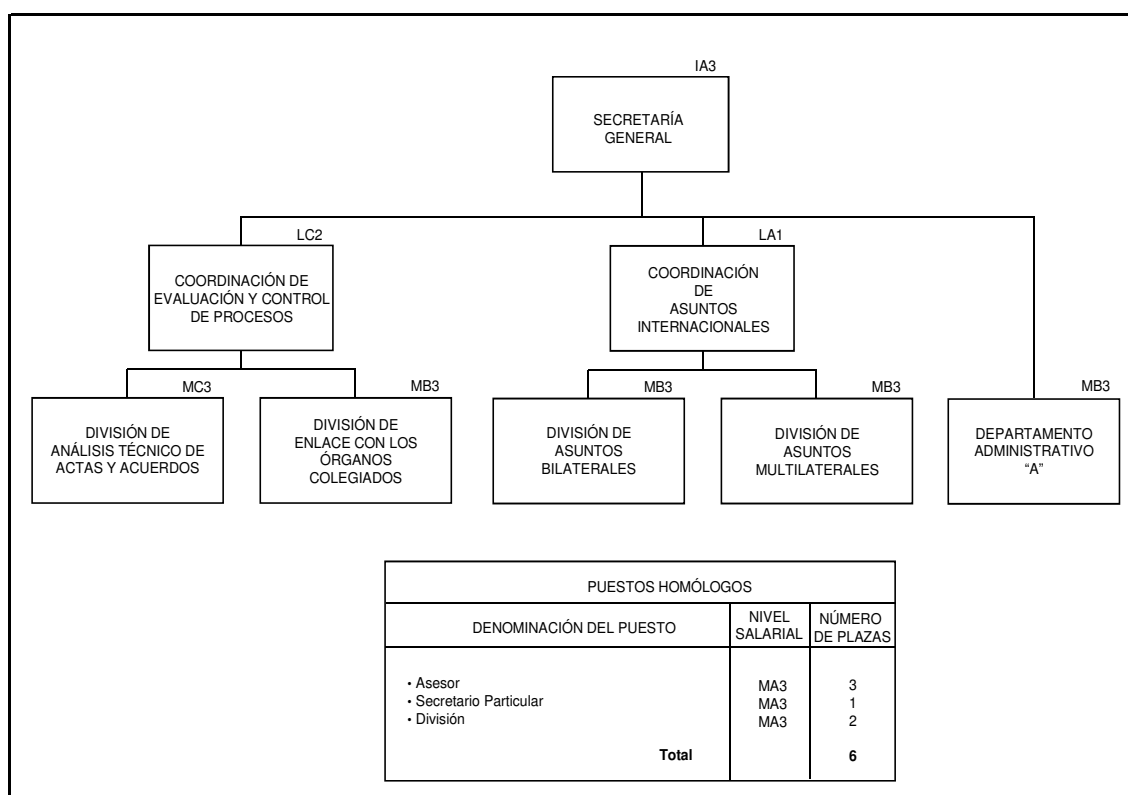 IA3
SECRETARÍA
GENERAL
LC2
COORDINACIÓN DE
EVALUACIÓN Y CONTROL
DE PROCESOS
LA1
COORDINACIÓN
DE
ASUNTOS
INTERNACIONALES
MC3
DIVISIÓN DE
ANÁLISIS TÉCNICO DE
ACTAS Y ACUERDOS
MB3
DIVISIÓN DE
ENLACE CON LOS
ÓRGANOS
COLEGIADOS
MB3
DIVISIÓN DE
ASUNTOS
BILATERALES
MB3
DIVISIÓN DE
ASUNTOS
MULTILATERALES
MB3
DEPARTAMENTO
ADMINISTRATIVO
“A”
PUESTOS HOMÓLOGOS
DENOMINACIÓN DEL PUESTO
NIVEL
SALARIAL
NÚMERO
DE PLAZAS
• Asesor MA3 3
• Secretario Particular MA3 1
• División MA3 2
Total 6